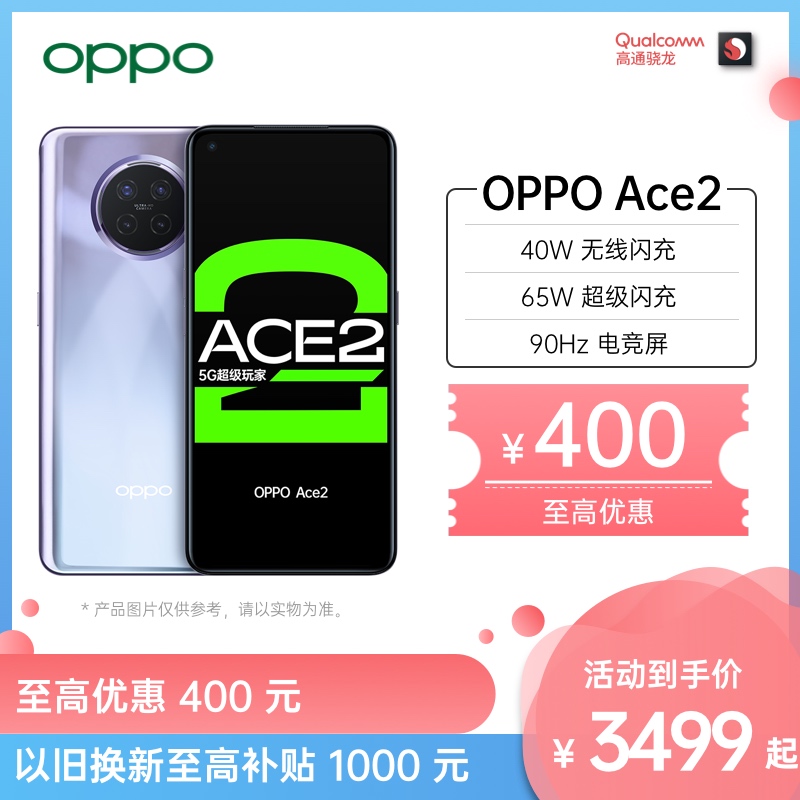 oppo
Qualcomm
高通骁龙
OPPO Ace2
40W 无线闪充
65W 超级闪充
90Hz 电竞屏
ACE2
5G超级玩家
OPPO Ace2
oppo
¥400
至高优惠
* 产品图片仅供参考，请以实物为准。
至高优惠 400 元
以旧换新至高补贴 1000 元
活动到手价
¥3499起